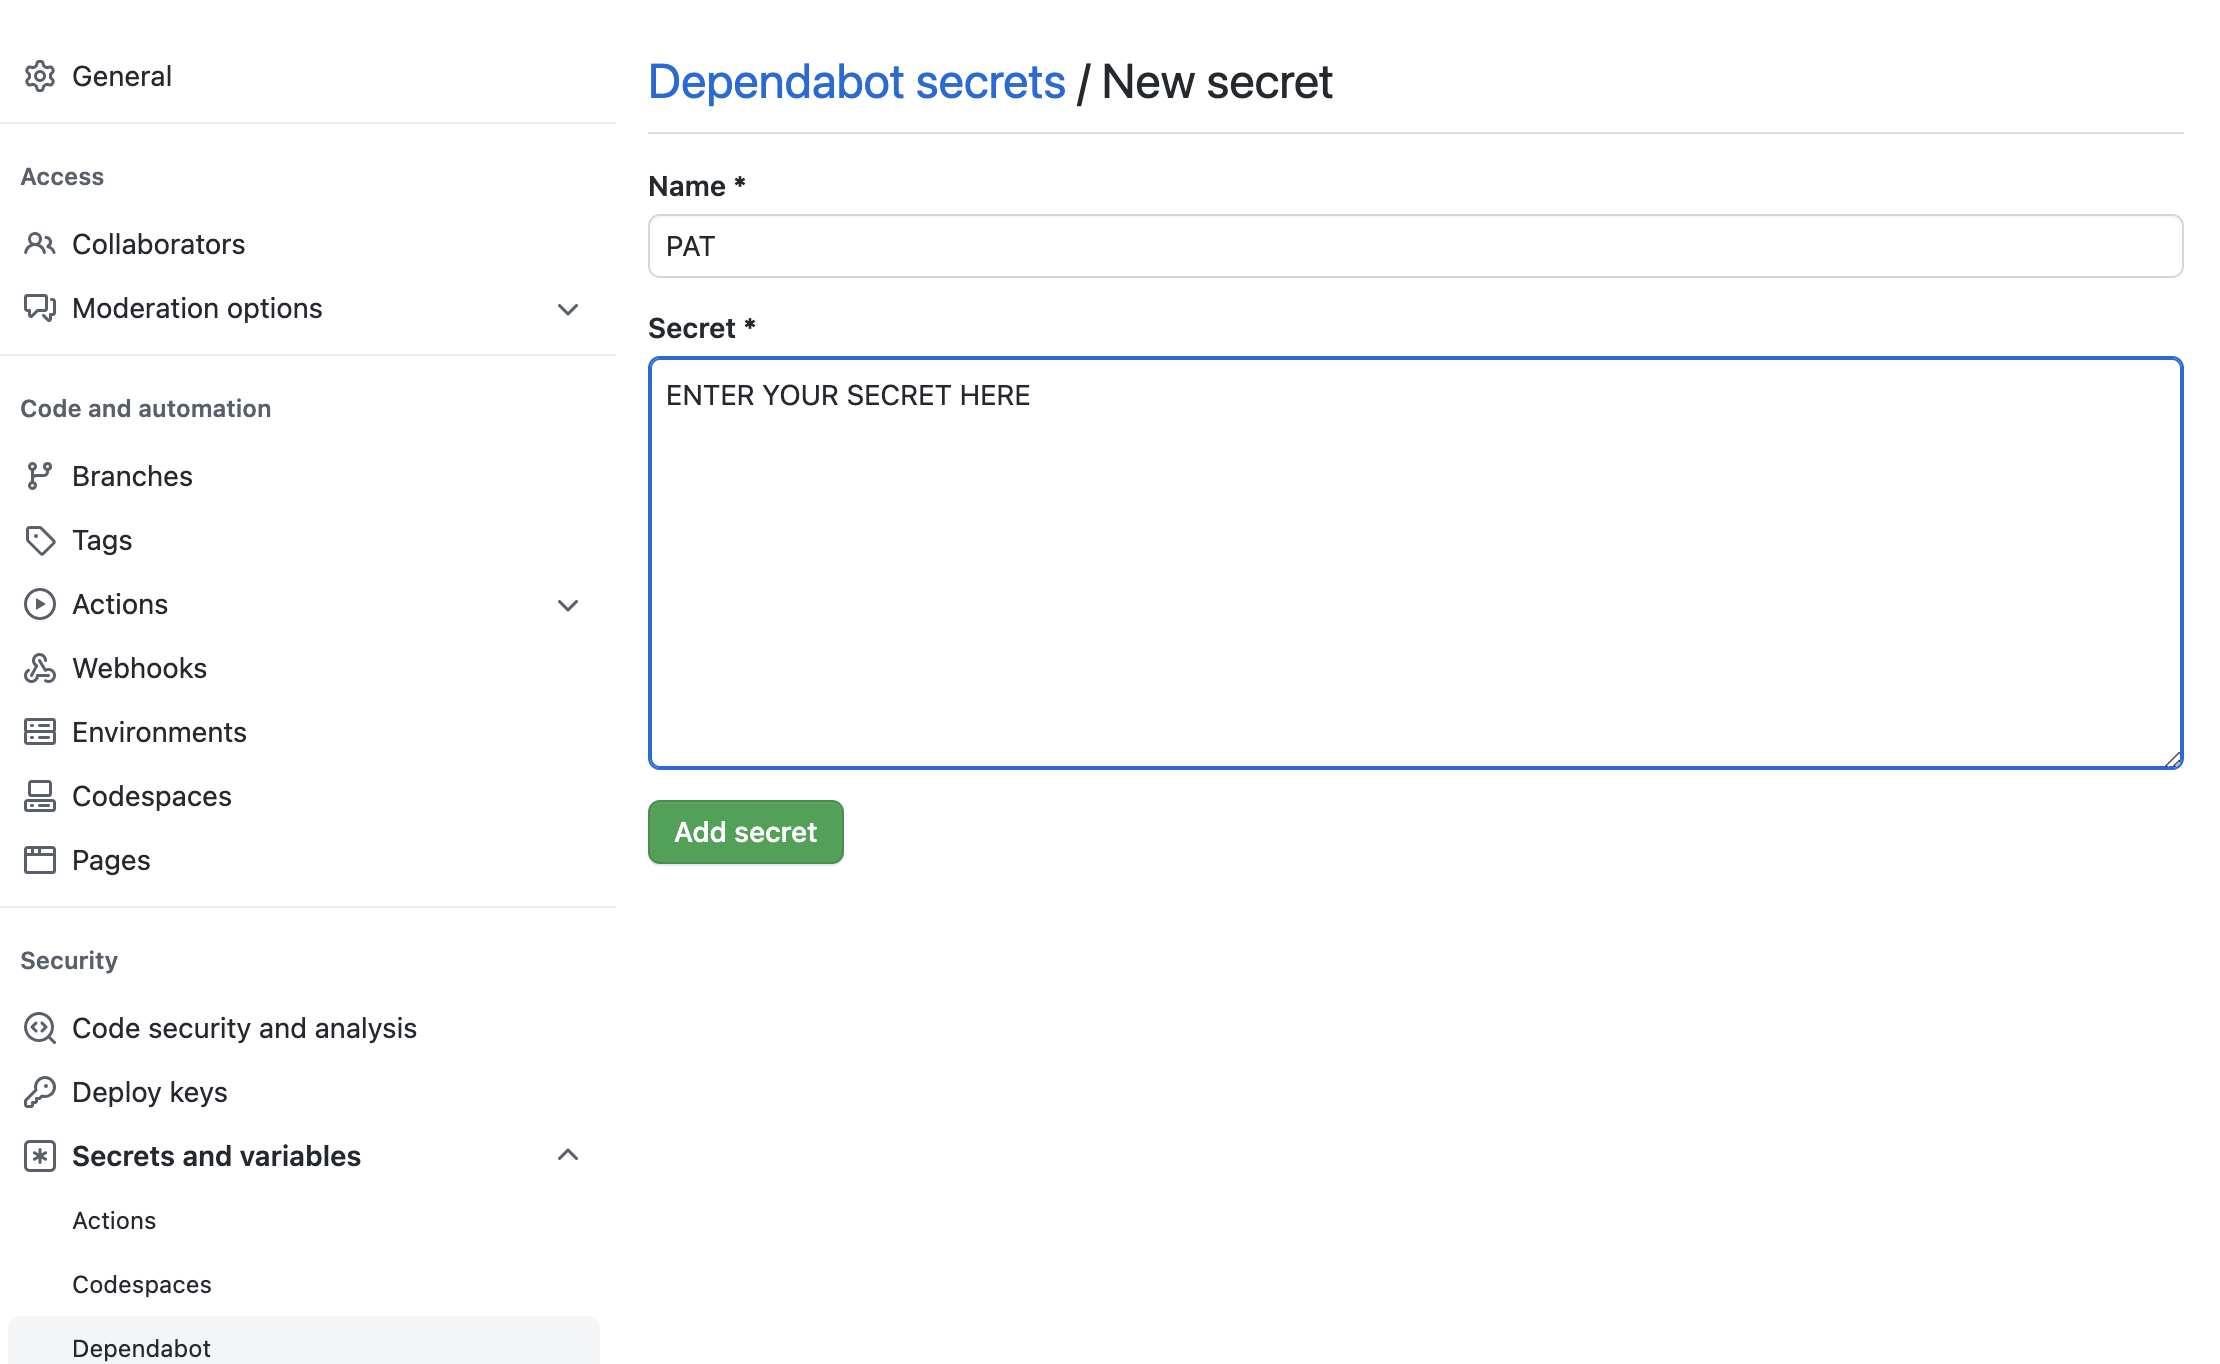 General
Access
Collaborators
Moderation options
Code and automation
Branches
Tags
Actions
Webhooks
Environments
Codespaces
Pages
Security
Code security and analysis
Deploy keys
Secrets and variables
Actions
Codespaces
Dependabot
Dependabot secrets / New secret
Name *
PAT
Secret *
ENTER YOUR SECRET HERE
Add secret